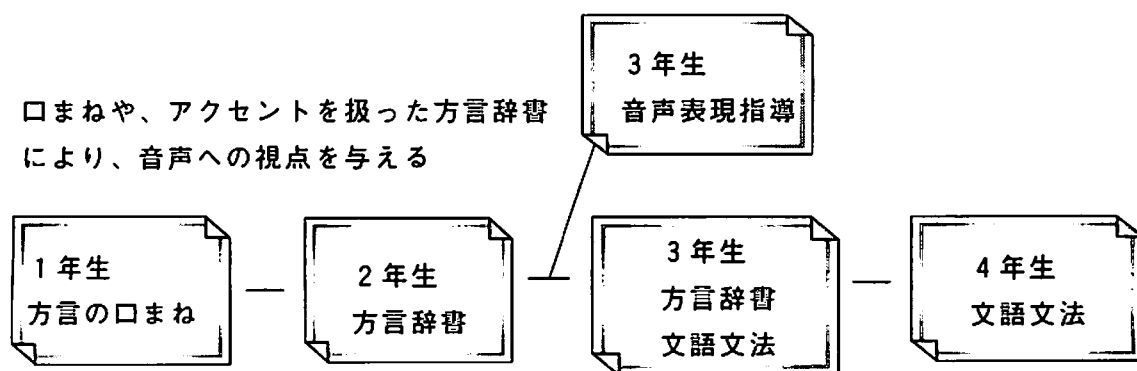 3年生
音声表現指導
口まねや、アクセントを扱った方言辞書
により、音声への視点を与える
1年生
方言の口まね
2年生
方言辞書
3年生
方言辞書
文語文法
4年生
文語文法